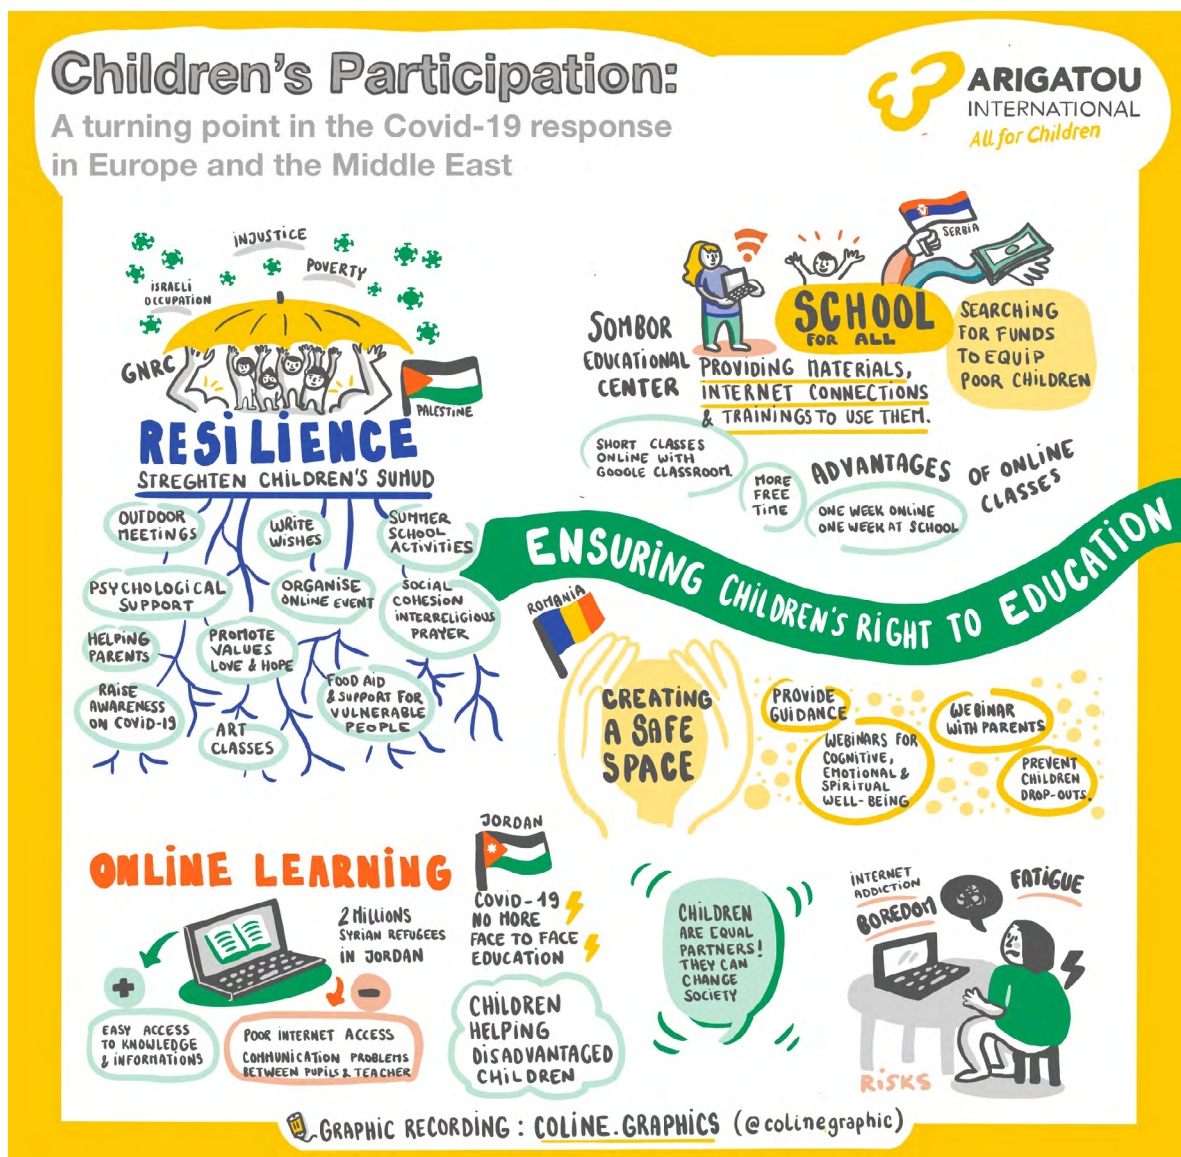 Children's Participation:
A turning point in the Covid-19 response
in Europe and the Middle East
ARIGATOU
INTERNATIONAL
All for Children
INJUSTICE
POVERTY
ISRAELI
OCCUPATION
GNRC
PALESTINE
RESILIENCE
STREGHTEN CHILDREN'S SUMUD
OUTDOOR
MEETINGS
WRITE
WISHES
SUMMER
SCHOOL
ACTIVITIES
PSYCHOLOGICAL
SUPPORT
ORGANISE
ONLINE EVENT
SOCIAL
COHESION
INTERRELIGIOUS
PRAYER
HELPING
PARENTS
PROMOTE
VALUES
LOVE & HOPE
RAISE
AWARENESS
ON COVID-19
ART
CLASSES
FOOD AID
& SUPPORT FOR
VULNERABLE
PEOPLE
SERBIA
SOMBOR
EDUCATIONAL
CENTER
SCHOOL
FOR ALL
PROVIDING MATERIALS,
INTERNET CONNECTIONS
& TRAININGS TO USE THEM.
SEARCHING
FOR FUNDS
TO EQUIP
POOR CHILDREN
SHORT CLASSES
ONLINE WITH
GOOGLE CLASSROOM.
MORE
FREE
TIME
ADVANTAGES
OF ONLINE
CLASSES
ONE WEEK ONLINE
ONE WEEK AT SCHOOL
ENSURING CHILDREN'S RIGHT TO EDUCATION
ROMANIA
CREATING
A SAFE
SPACE
PROVIDE
GUIDANCE
WEBINARS FOR
COGNITIVE,
EMOTIONAL &
SPIRITUAL
WELL-BEING
WEBINAR
WITH PARENTS
PREVENT
CHILDREN
DROP-OUTS.
ONLINE LEARNING
2 MILLIONS
SYRIAN REFUGEES
IN JORDAN
+
-
EASY ACCESS
TO KNOWLEDGE
& INFORMATIONS
POOR INTERNET ACCESS
COMMUNICATION PROBLEMS
BETWEEN PUPILS & TEACHER
JORDAN
COVID-19
NO MORE
FACE TO FACE
EDUCATION
CHILDREN
HELPING
DISADVANTAGED
CHILDREN
CHILDREN
ARE EQUAL
PARTNERS!
THEY CAN
CHANGE
SOCIETY
INTERNET
ADDICTION
BOREDOM
FATIGUE
RISKS
GRAPHIC RECORDING : COLINE.GRAPHICS (@colinegraphic)